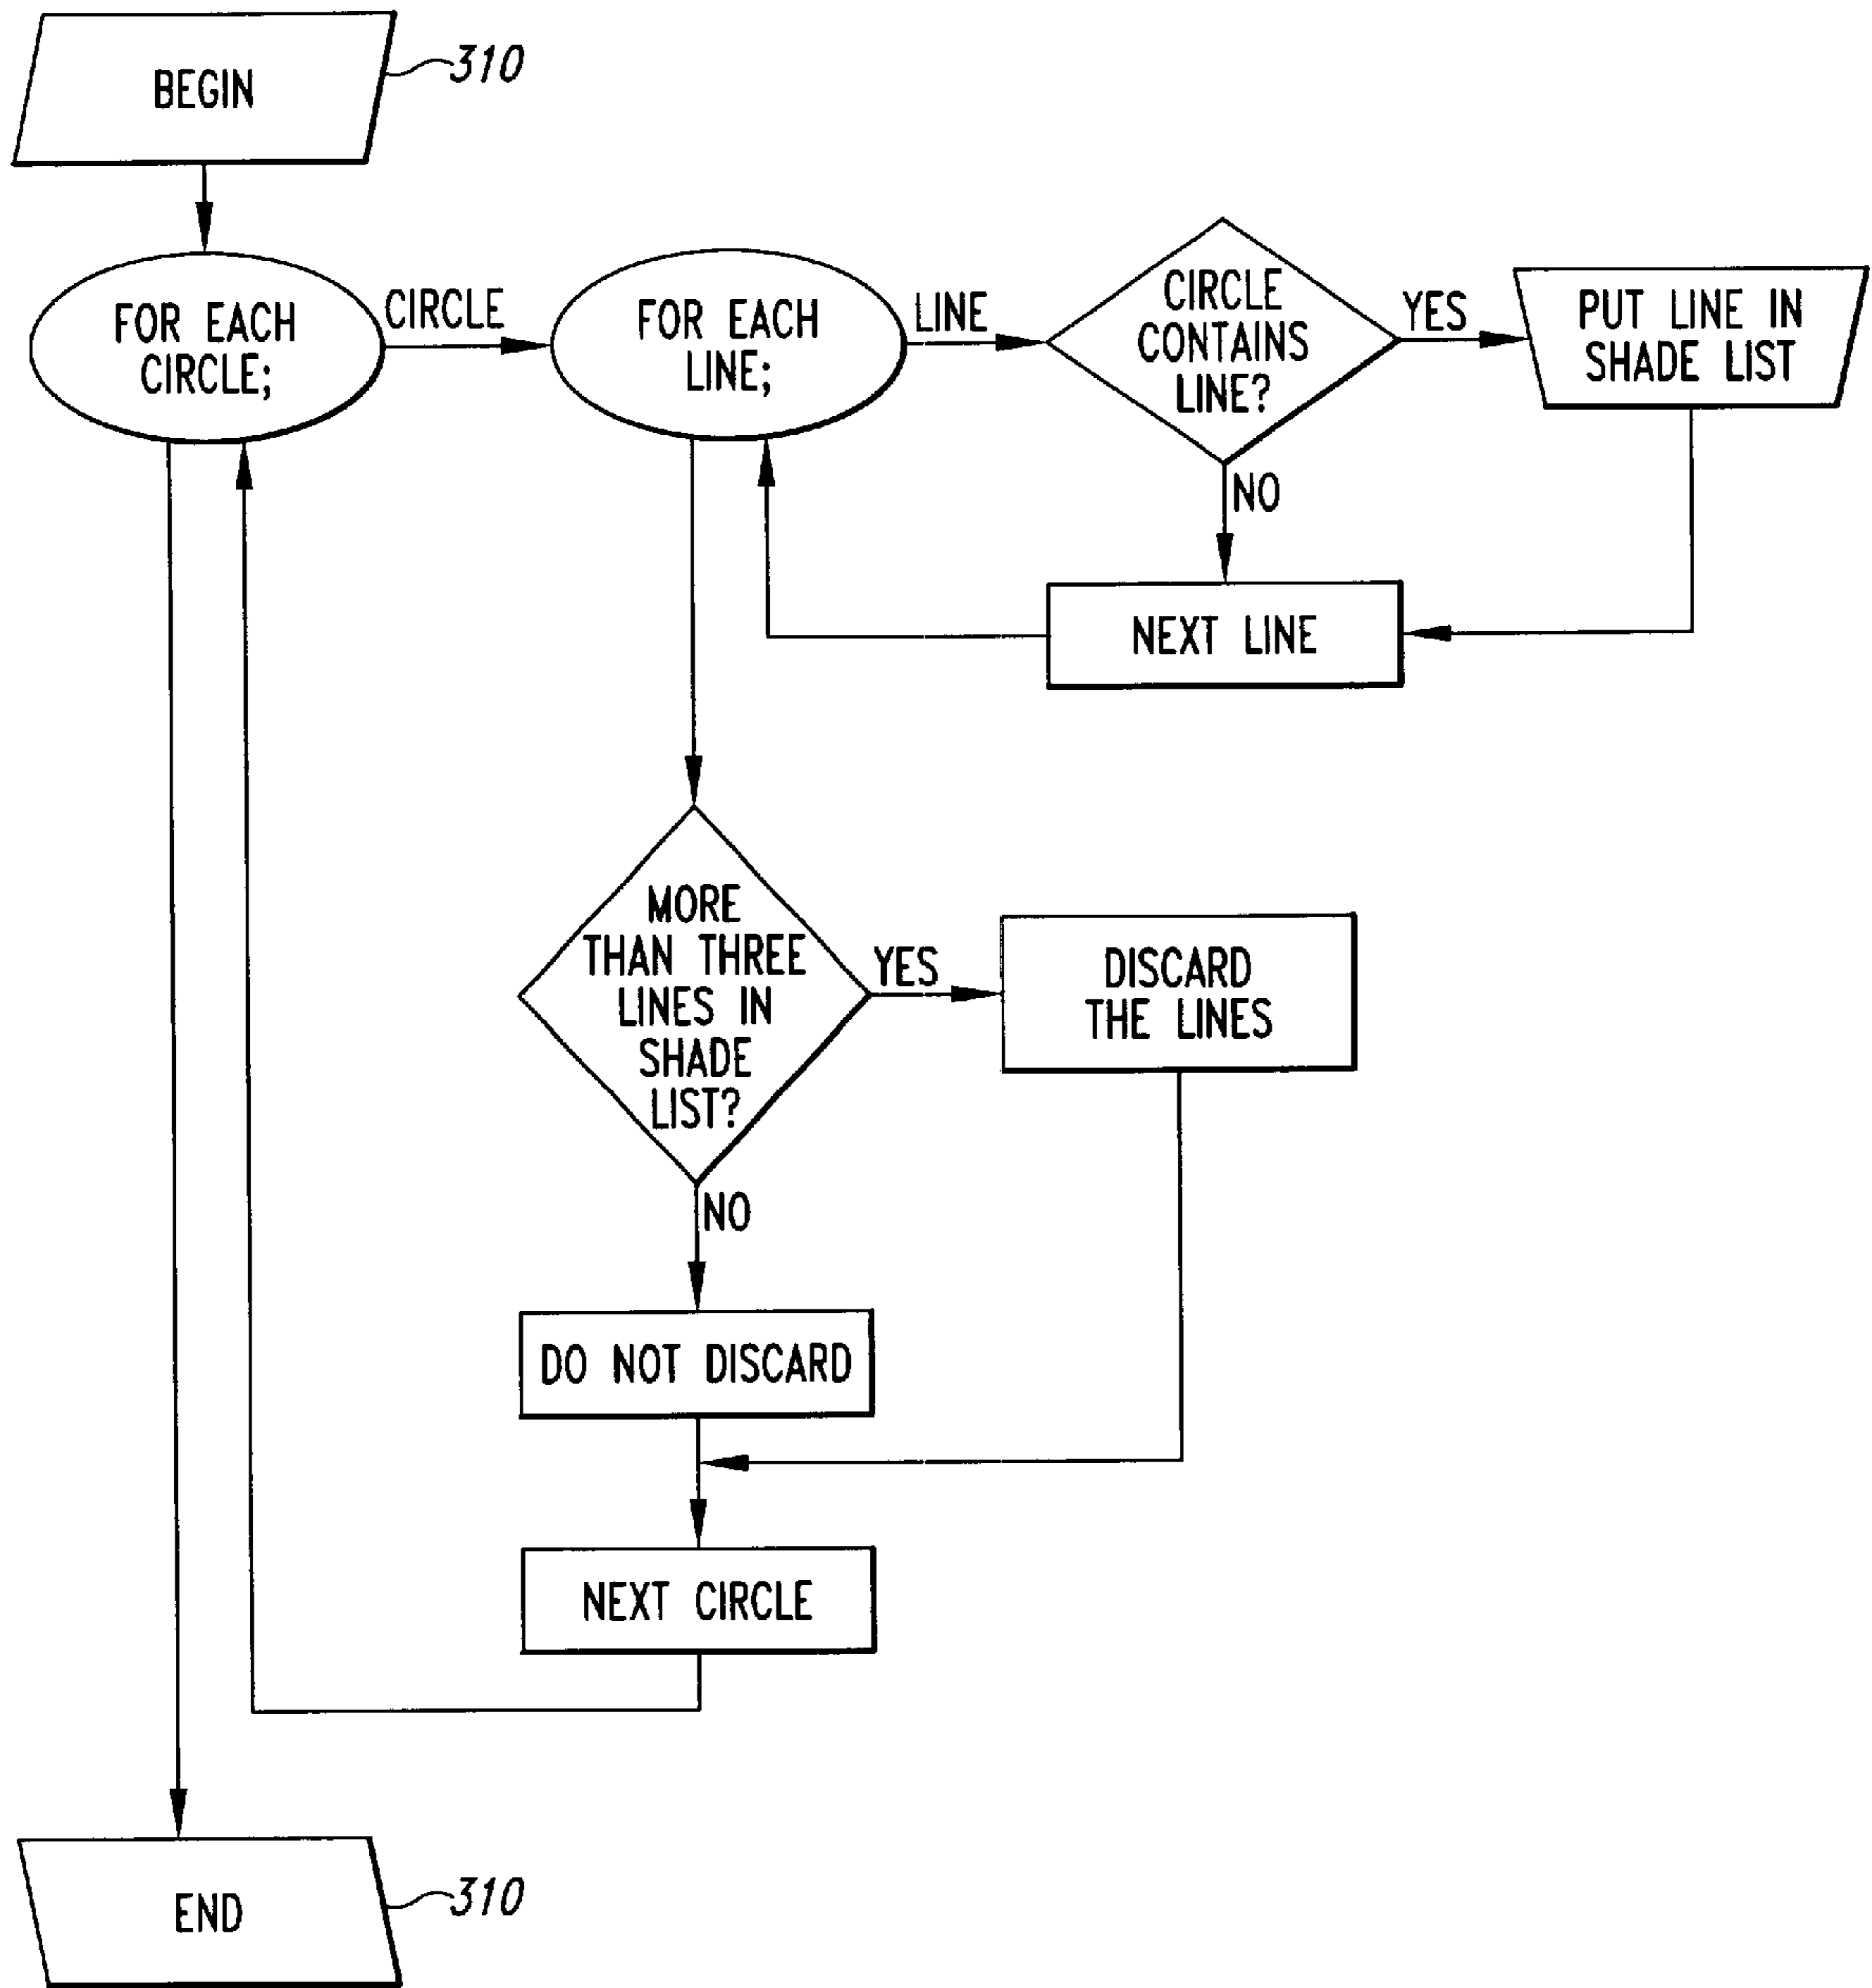 BEGIN
310
FOR EACH
CIRCLE;
CIRCLE
FOR EACH
LINE;
LINE
CIRCLE
CONTAINS
LINE?
YES
PUT LINE IN
SHADE LIST
NO
NEXT LINE
MORE
THAN THREE
LINES IN
SHADE
LIST?
YES
DISCARD
THE LINES
NO
DO NOT DISCARD
NEXT CIRCLE
END
310